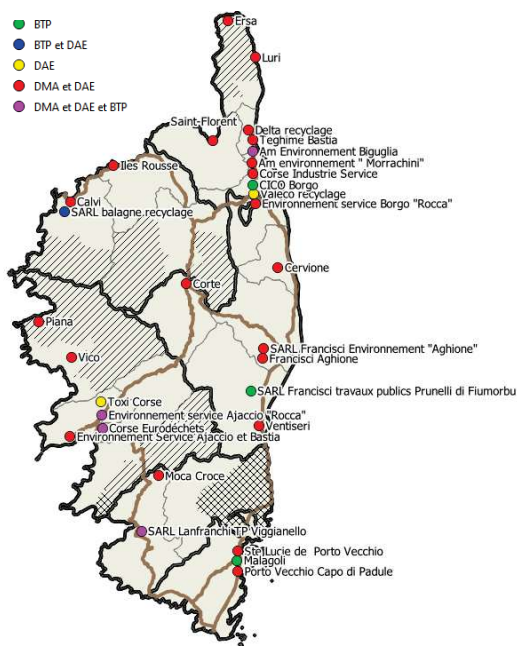 BTP
BTP et DAE
DAE
DMA et DAE
DMA et DAE et BTP
Ersa
Luri
Saint-Florent
Delta recyclage
Teghime Bastia
Am Environnement Biguglia
Am environnement " Morrachini"
Iles Rousse
Corse Industrie Service
CICO Borgo
Valeco recyclage
Calvi
Environnement service Borgo "Rocca"
SARL balagne recyclage
Cervione
Corte
Piana
SARL Francisci Environnement "Aghione"
Vico
Francisci Aghione
SARL Francisci travaux publics Prunelli di Fiumorbu
Toxi Corse
Environnement service Ajaccio "Rocca"
Ventiseri
Corse Eurodéchets
Environnement Service Ajaccio et Bastia
Moca Croce
SARL Lanfranchi TP Viggianello
Ste Lucie de Porto Vecchio
Malagoli
Porto Vecchio Capo di Padule